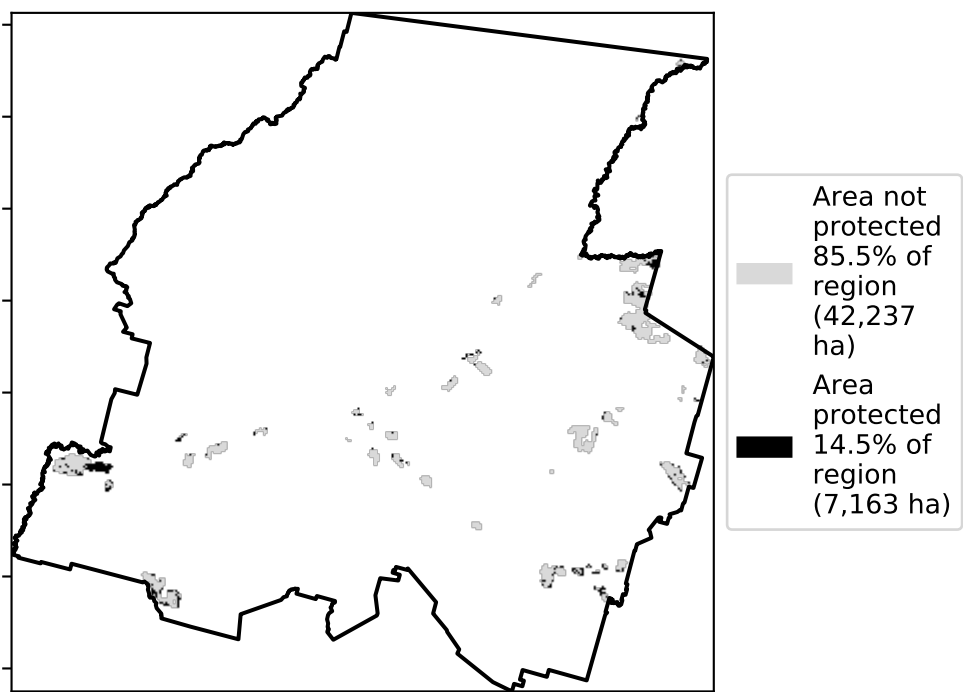 Area not
protected
85.5% of
region
(42,237
ha)
Area
protected
14.5% of
region
(7,163 ha)